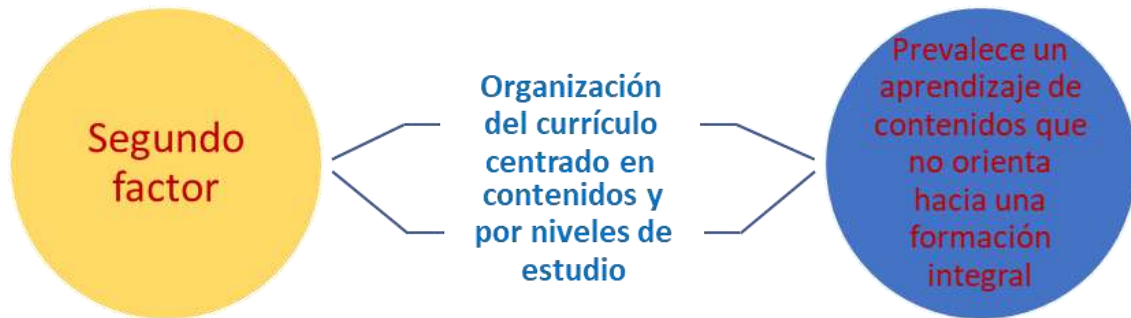 Segundo
factor
Organización
del currículo
centrado en
contenidos y
por niveles de
estudio
Prevalece un
aprendizaje de
contenidos que
no orienta
hacia una
formación
integral